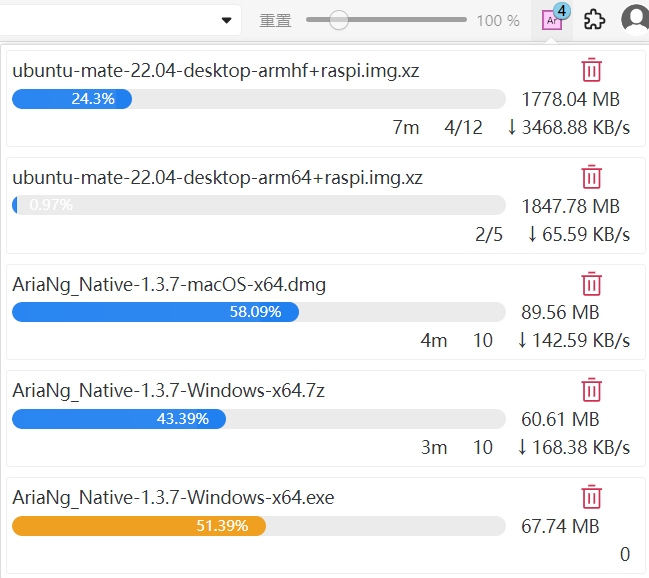 重置 100 % Ar 4
ubuntu-mate-22.04-desktop-armhf+raspi.img.xz
24.3% 1778.04 MB
7m 4/12 ↓3468.88 KB/s
ubuntu-mate-22.04-desktop-arm64+raspi.img.xz
0.97% 1847.78 MB
2/5 ↓65.59 KB/s
AriaNg_Native-1.3.7-macOS-x64.dmg
58.09% 89.56 MB
4m 10 ↓142.59 KB/s
AriaNg_Native-1.3.7-Windows-x64.7z
43.39% 60.61 MB
3m 10 ↓168.38 KB/s
AriaNg_Native-1.3.7-Windows-x64.exe
51.39% 67.74 MB
0